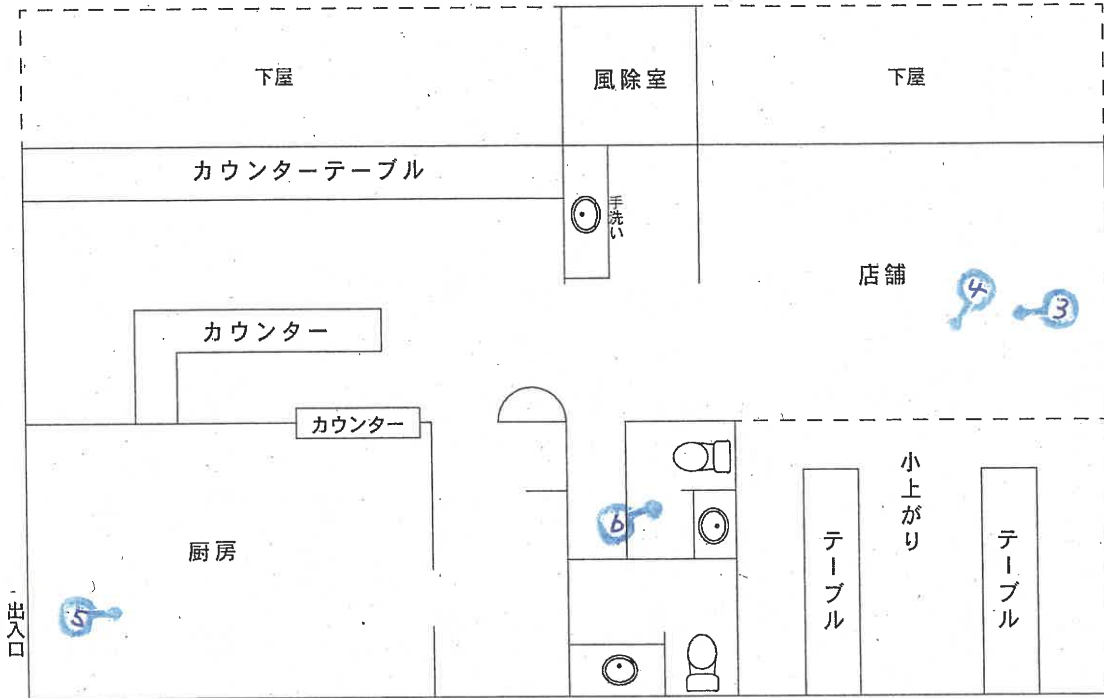 下屋
風除室
下屋
カウンターテーブル
手洗い
店舗
4
3
カウンター
カウンター
小上がり
6
厨房
テーブル
テーブル
5
出入口